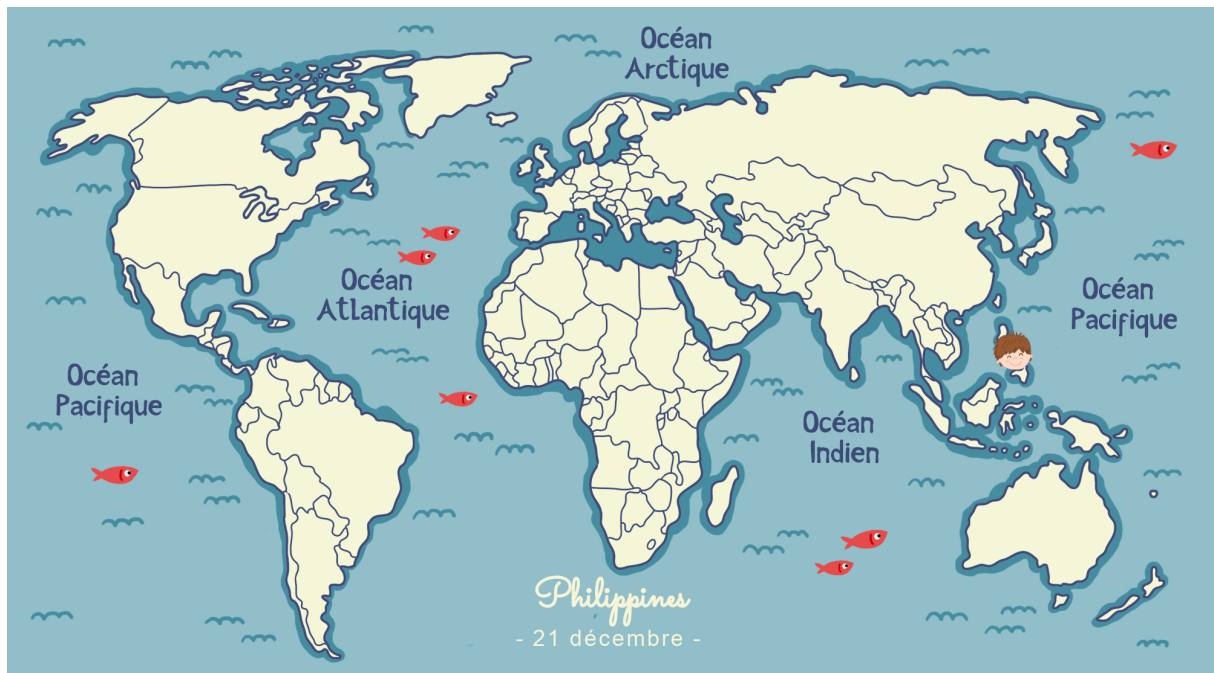 Océan
Arctique
Océan
Atlantique
Océan
Pacifique
Océan
Pacifique
Océan
Indien
Philippines
- 21 décembre -